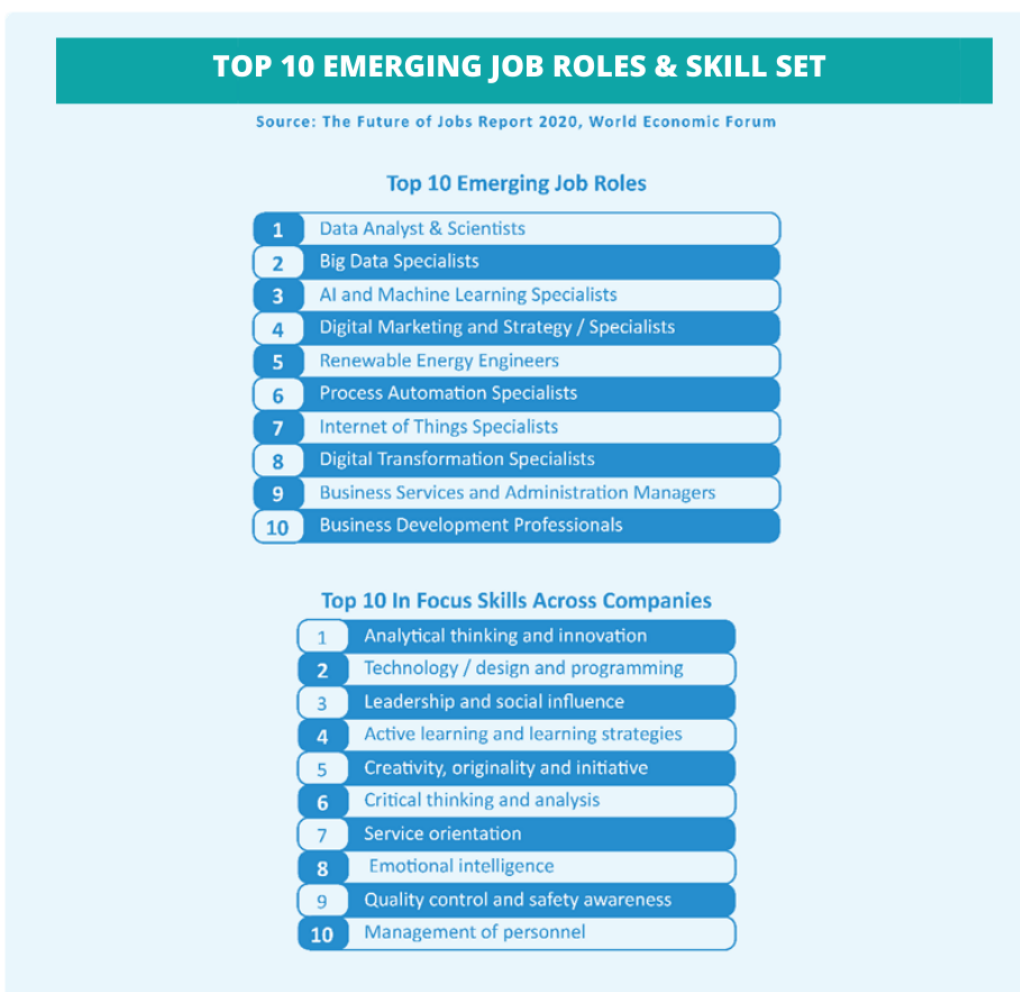 TOP 10 EMERGING JOB ROLES & SKILL SET
Source: The Future of Jobs Report 2020, World Economic Forum
Top 10 Emerging Job Roles
1 Data Analyst & Scientists
2 Big Data Specialists
3 AI and Machine Learning Specialists
4 Digital Marketing and Strategy / Specialists
5 Renewable Energy Engineers
6 Process Automation Specialists
7 Internet of Things Specialists
8 Digital Transformation Specialists
9 Business Services and Administration Managers
10 Business Development Professionals
Top 10 In Focus Skills Across Companies
1 Analytical thinking and innovation
2 Technology / design and programming
3 Leadership and social influence
4 Active learning and learning strategies
5 Creativity, originality and initiative
6 Critical thinking and analysis
7 Service orientation
8 Emotional intelligence
9 Quality control and safety awareness
10 Management of personnel